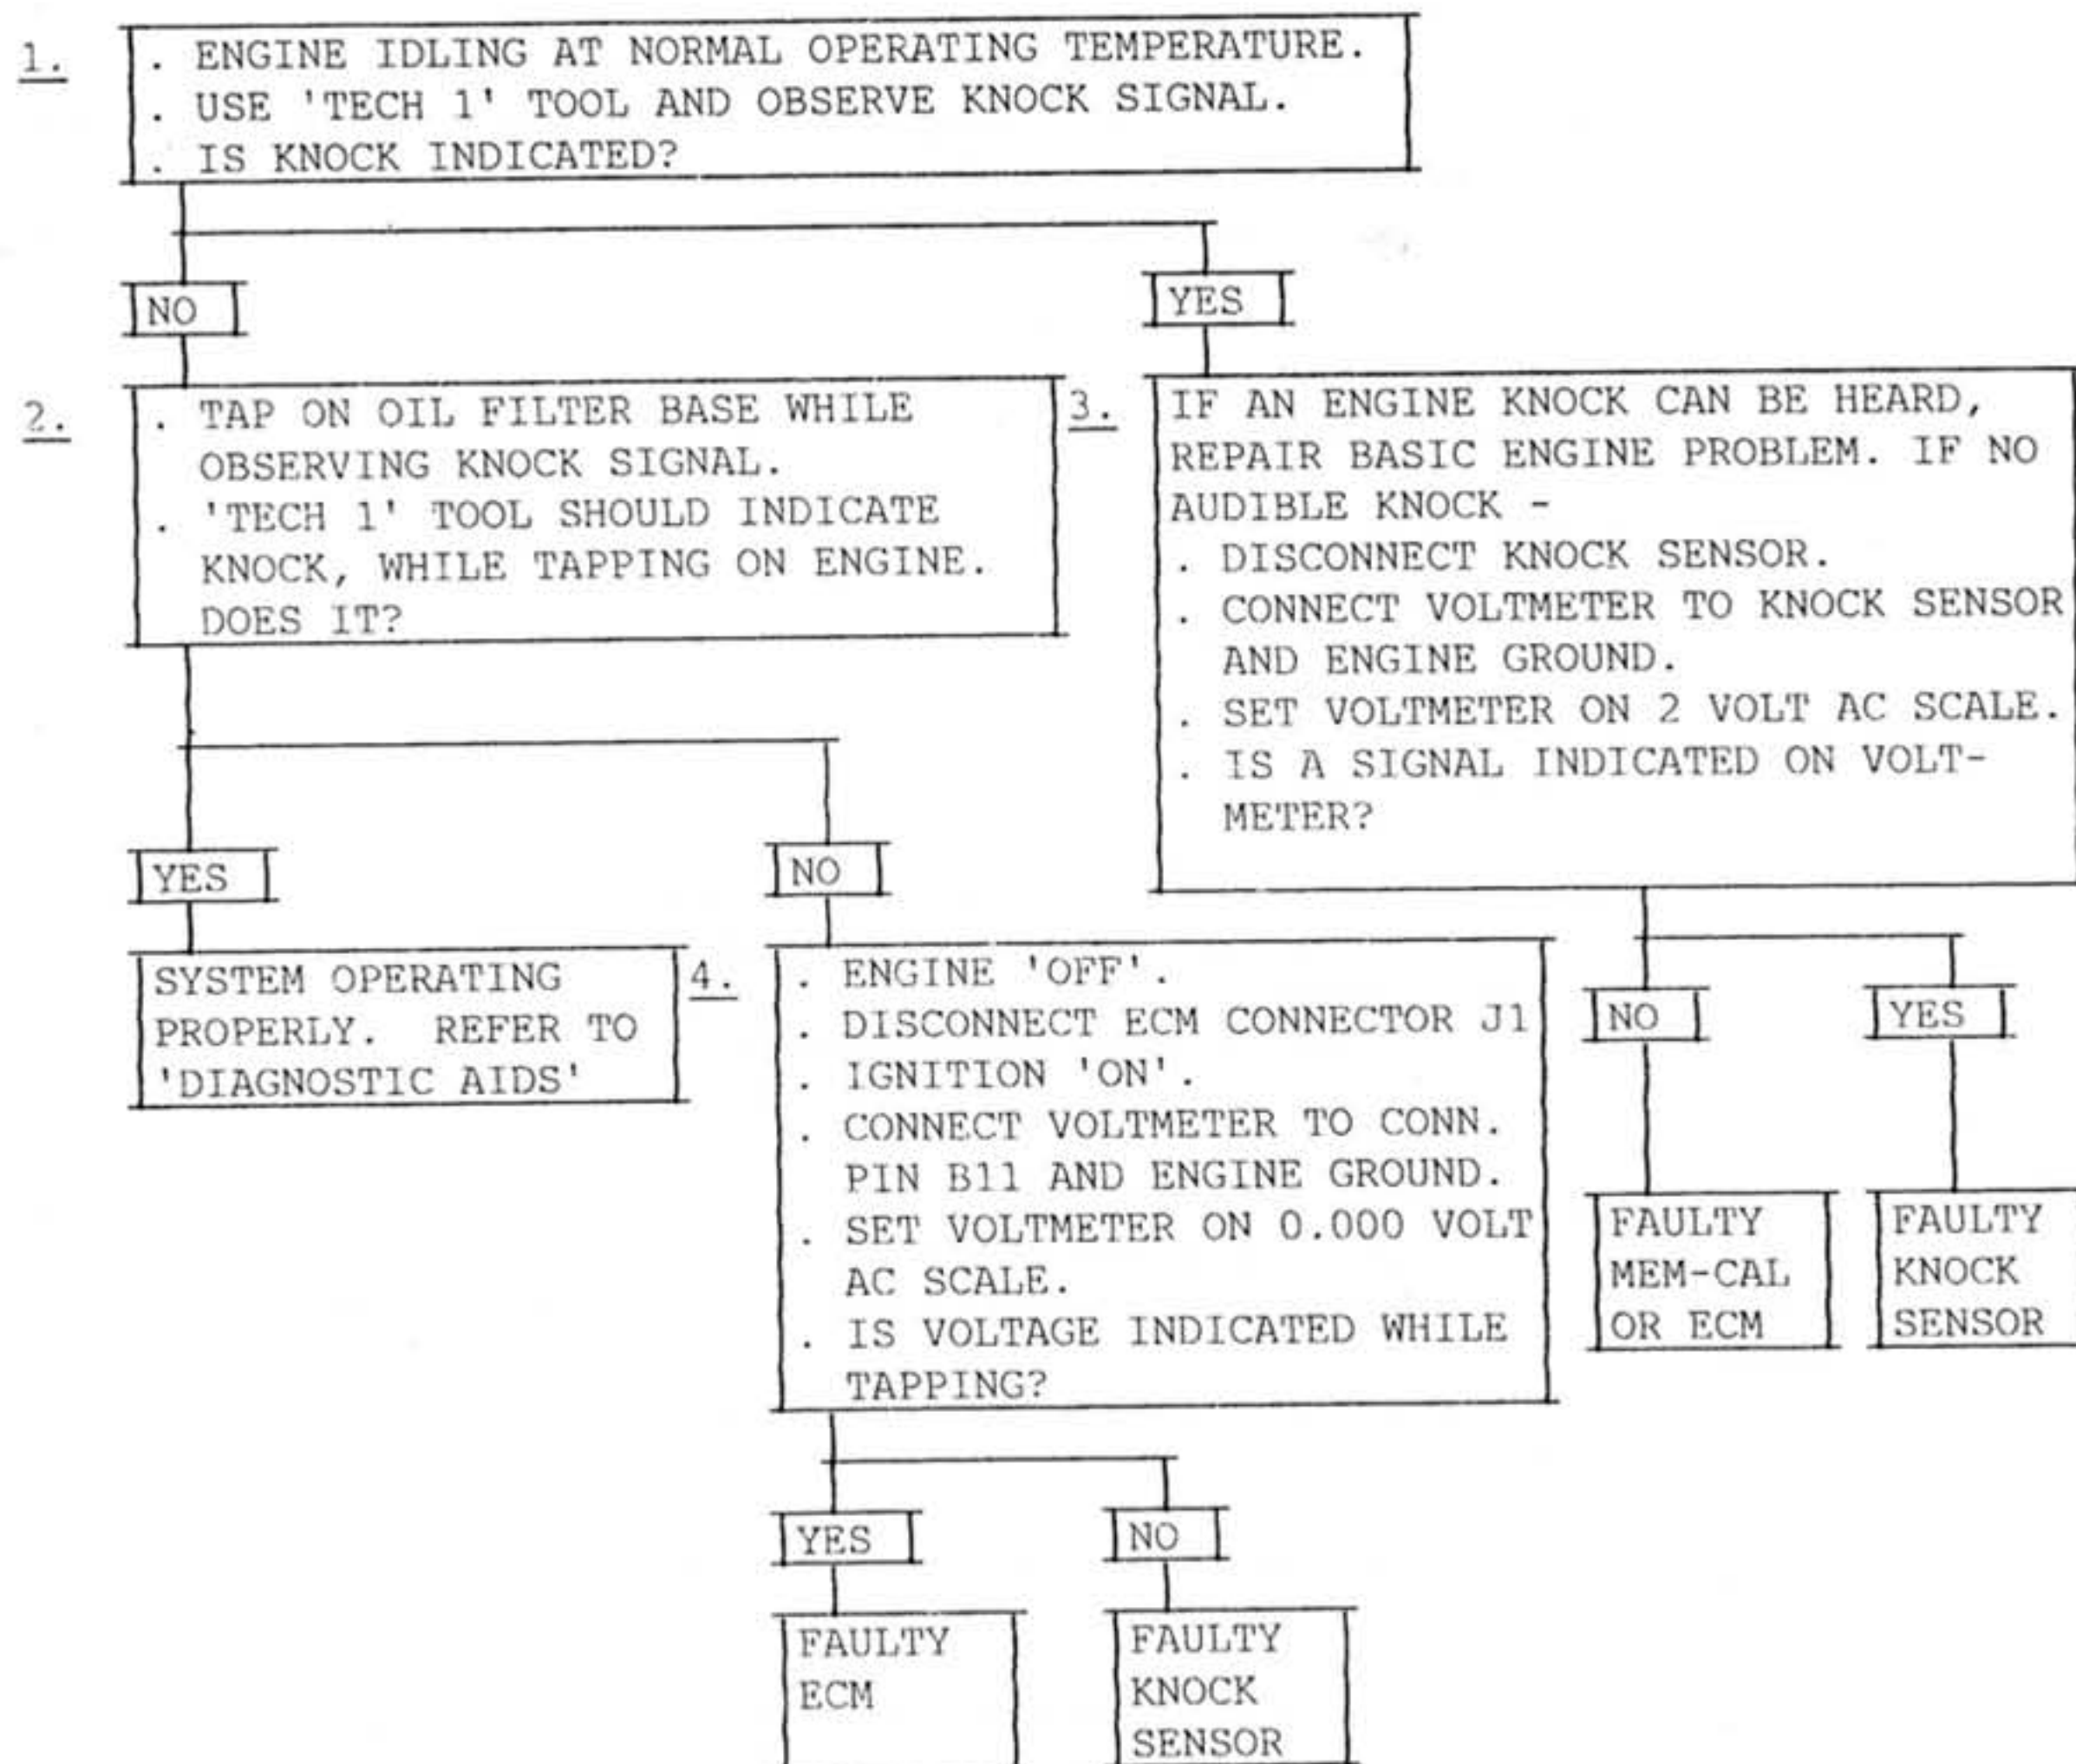 1.
. ENGINE IDLING AT NORMAL OPERATING TEMPERATURE.
. USE 'TECH 1' TOOL AND OBSERVE KNOCK SIGNAL.
. IS KNOCK INDICATED?
NO
YES
2.
. TAP ON OIL FILTER BASE WHILE
OBSERVING KNOCK SIGNAL.
. 'TECH 1' TOOL SHOULD INDICATE
KNOCK, WHILE TAPPING ON ENGINE.
DOES IT?
3.
IF AN ENGINE KNOCK CAN BE HEARD,
REPAIR BASIC ENGINE PROBLEM. IF NO
AUDIBLE KNOCK -
. DISCONNECT KNOCK SENSOR.
. CONNECT VOLTMETER TO KNOCK SENSOR
AND ENGINE GROUND.
. SET VOLTMETER ON 2 VOLT AC SCALE.
. IS A SIGNAL INDICATED ON VOLT-
METER?
YES
NO
SYSTEM OPERATING
PROPERLY. REFER TO
'DIAGNOSTIC AIDS'
4.
. ENGINE 'OFF'.
. DISCONNECT ECM CONNECTOR J1
. IGNITION 'ON'.
. CONNECT VOLTMETER TO CONN.
PIN B11 AND ENGINE GROUND.
. SET VOLTMETER ON 0.000 VOLT
AC SCALE.
. IS VOLTAGE INDICATED WHILE
TAPPING?
NO
YES
FAULTY
MEM-CAL
OR ECM
FAULTY
KNOCK
SENSOR
YES
NO
FAULTY
ECM
FAULTY
KNOCK
SENSOR